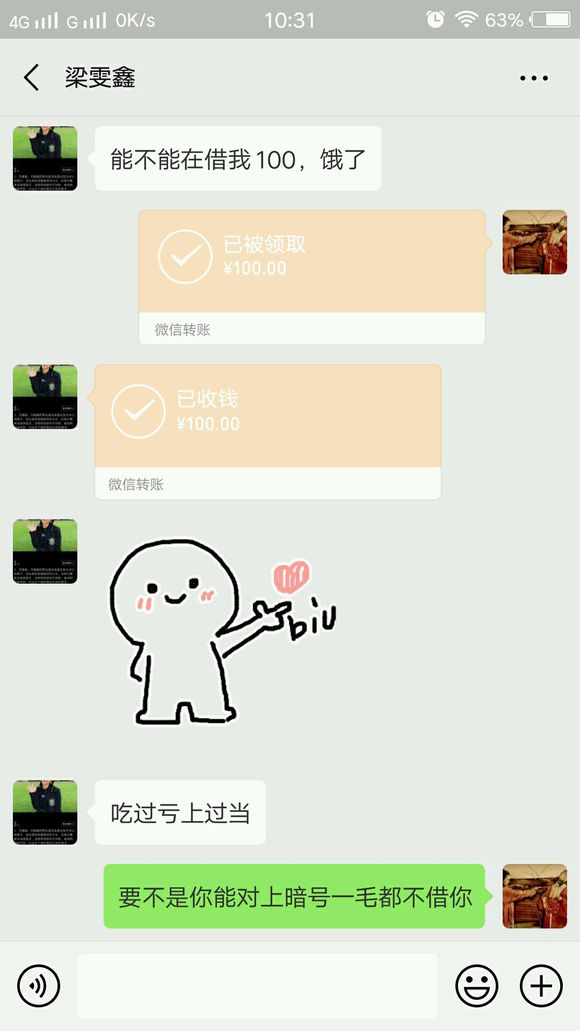 4G G 0K/s 10:31 63%
梁雯鑫
能不能在借我100，饿了
已被领取
¥100.00
微信转账
已收钱
¥100.00
微信转账
biu
吃过亏上过当
要不是你能对上暗号一毛都不借你